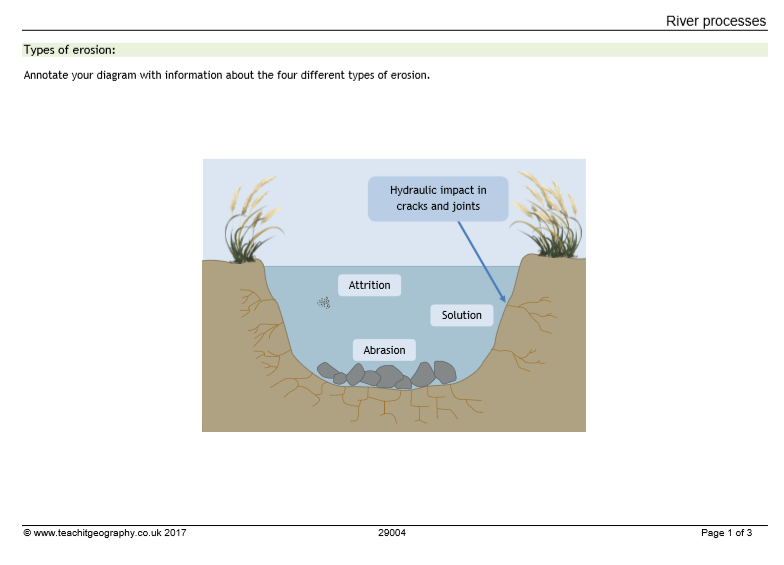 River processes
Types of erosion:
Annotate your diagram with information about the four different types of erosion.
Hydraulic impact in
cracks and joints
Attrition
Solution
Abrasion
© www.teachitgeography.co.uk 2017 29004 Page 1 of 3